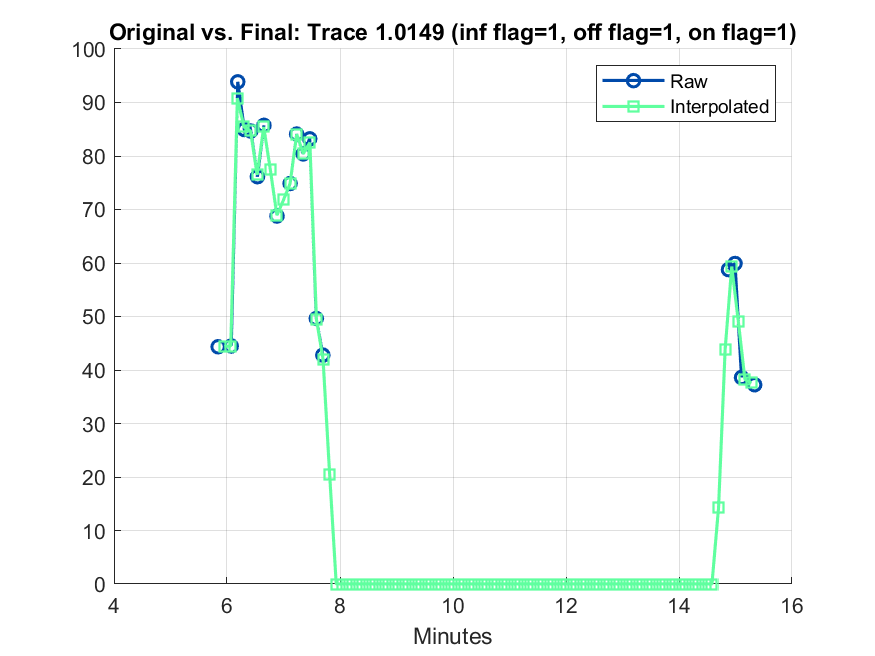 Original vs. Final: Trace 1.0149 (inf flag=1, off flag=1, on flag=1)
100
90
80
70
60
50
40
30
20
10
0
Raw
Interpolated
4 6 8 10 12 14 16
Minutes